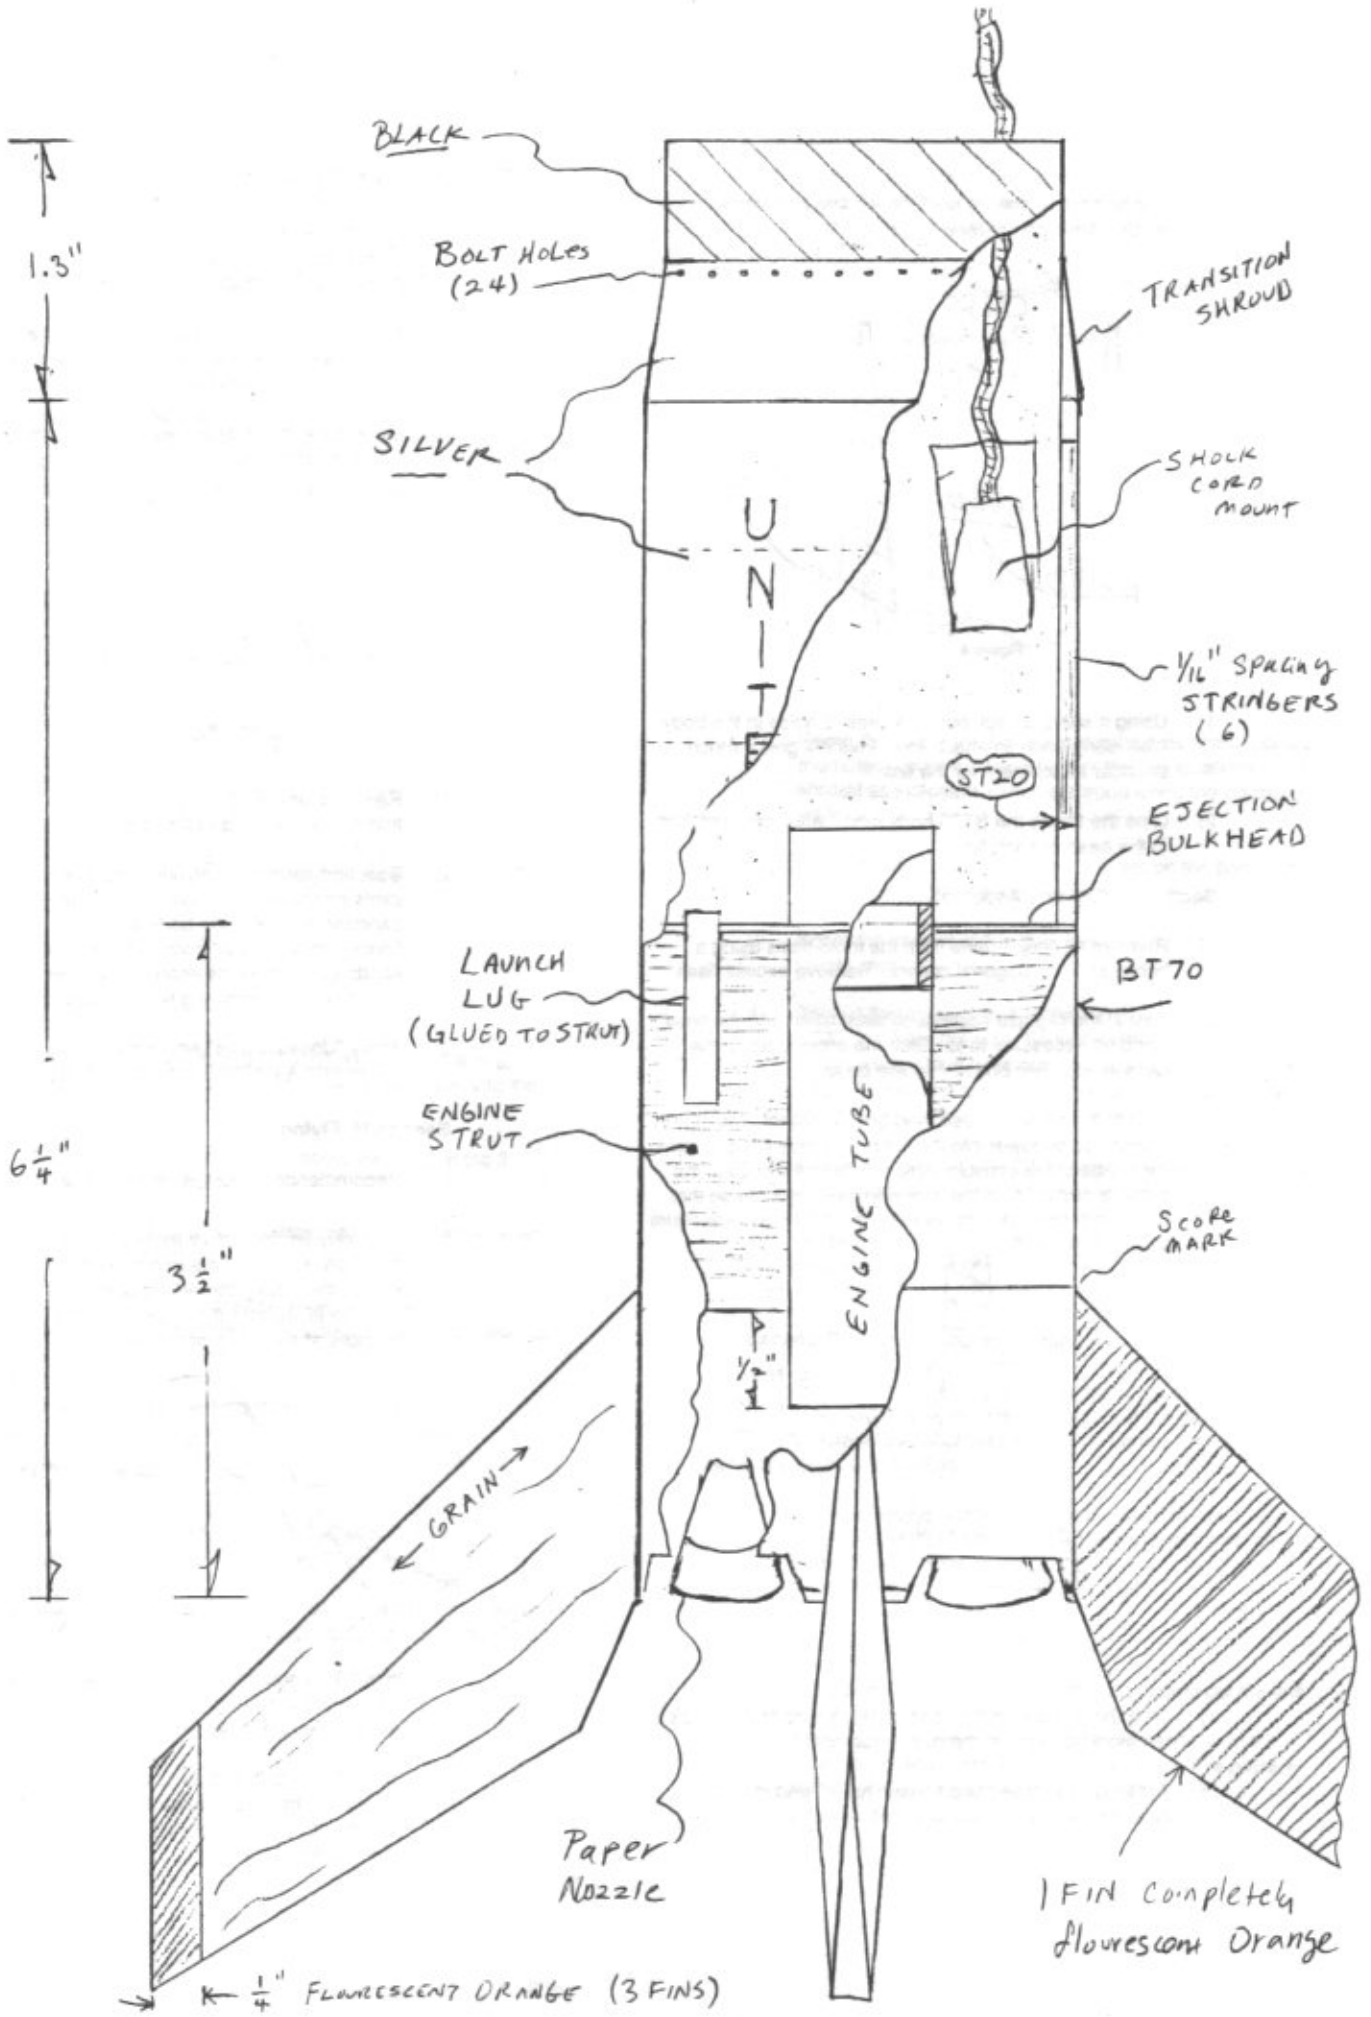 BLACK
1.3"
BOLT HOLES
(24)
TRANSITION
SHROUD
SILVER
SHOCK
CORD
MOUNT
UNIT
1/16" Spacing
STRINGERS
(6)
ST20
EJECTION
BULKHEAD
LAUNCH
LUG
(GLUED TO STRUT)
BT70
ENGINE
STRUT
ENGINE TUBE
6 1/4"
3 1/2"
SCORE
MARK
1/2"
GRAIN
Paper
Nozzle
1 FIN Completely
flourescent Orange
1/4" FLOURESCENT ORANGE (3 FINS)